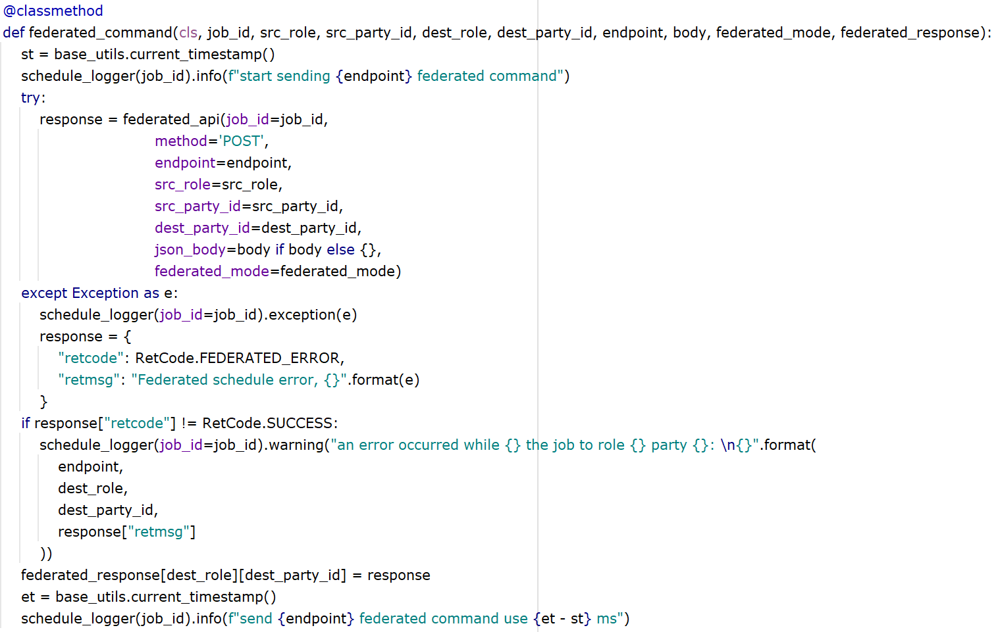 @classmethod
def federated_command(cls, job_id, src_role, src_party_id, dest_role, dest_party_id, endpoint, body, federated_mode, federated_response):
    st = base_utils.current_timestamp()
    schedule_logger(job_id).info(f"start sending {endpoint} federated command")
    try:
        response = federated_api(job_id=job_id,
                                 method='POST',
                                 endpoint=endpoint,
                                 src_role=src_role,
                                 src_party_id=src_party_id,
                                 dest_party_id=dest_party_id,
                                 json_body=body if body else {},
                                 federated_mode=federated_mode)
    except Exception as e:
        schedule_logger(job_id=job_id).exception(e)
        response = {
            "retcode": RetCode.FEDERATED_ERROR,
            "retmsg": "Federated schedule error, {}".format(e)
        }
    if response["retcode"] != RetCode.SUCCESS:
        schedule_logger(job_id=job_id).warning("an error occurred while {} the job to role {} party {}: \n{}".format(
            endpoint,
            dest_role,
            dest_party_id,
            response["retmsg"]
        ))
    federated_response[dest_role][dest_party_id] = response
    et = base_utils.current_timestamp()
    schedule_logger(job_id).info(f"send {endpoint} federated command use {et - st} ms")